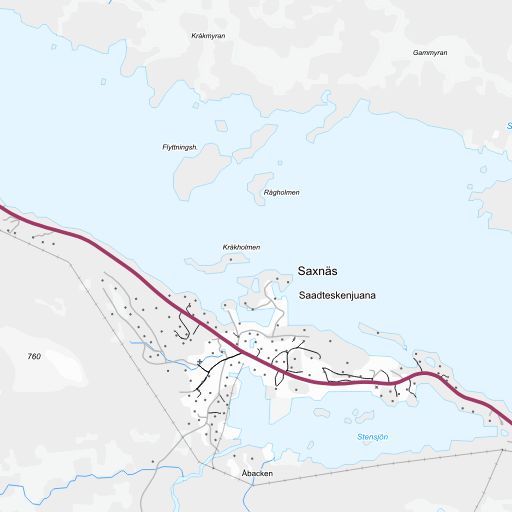 Kråkmyran
Gammyran
S
Flyttningsh.
Rågholmen
Kråkholmen
Saxnäs
Saadteskenjuana
760
Stensjön
Åbacken